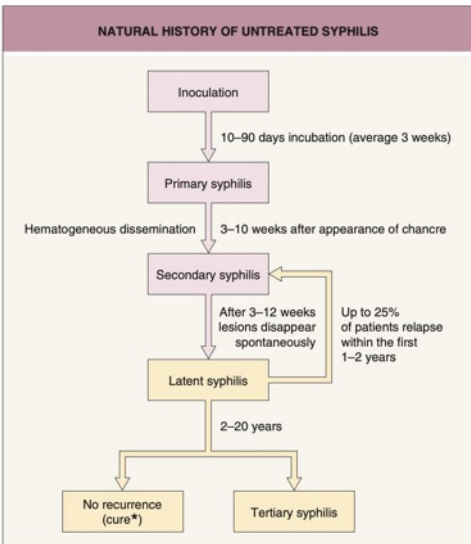 NATURAL HISTORY OF UNTREATED SYPHILIS
Inoculation
10–90 days incubation (average 3 weeks)
Primary syphilis
Hematogeneous dissemination
3–10 weeks after appearance of chancre
Secondary syphilis
After 3–12 weeks
lesions disappear
spontaneously
Up to 25%
of patients relapse
within the first
1–2 years
Latent syphilis
2–20 years
No recurrence
(cure*)
Tertiary syphilis